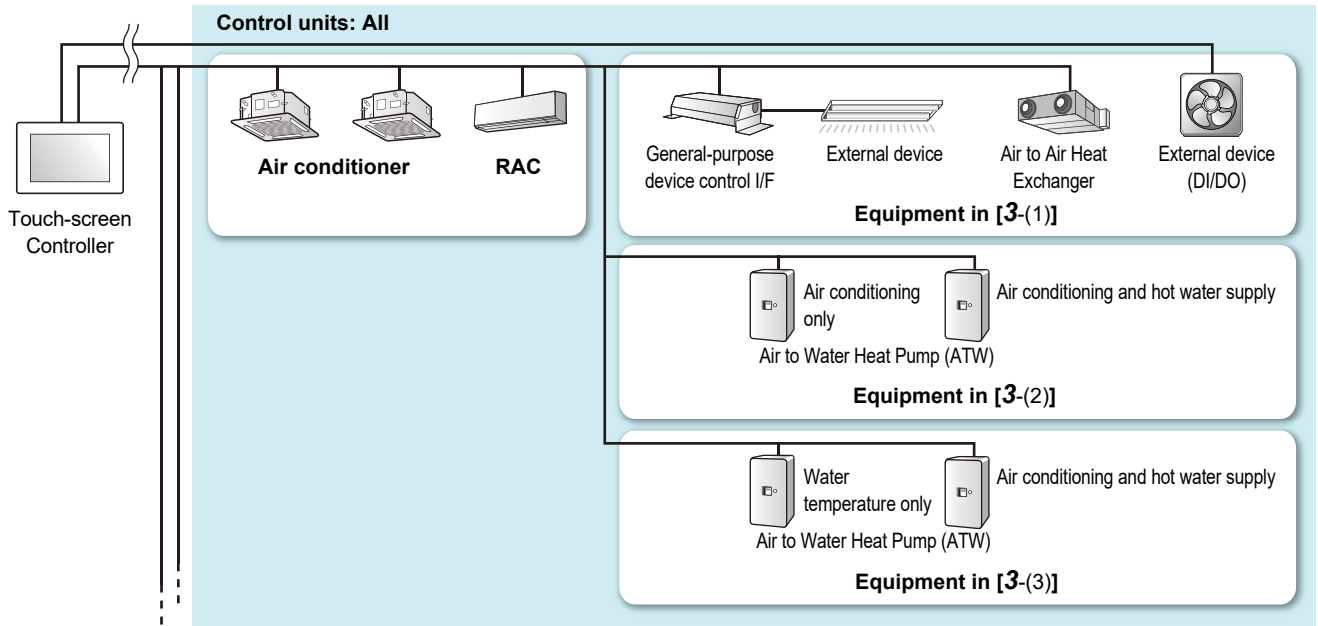 Control units: All
Touch-screen
Controller
Air conditioner
RAC
General-purpose
device control I/F
External device
Air to Air Heat
Exchanger
External device
(DI/DO)
Equipment in [3-(1)]
Air conditioning
only
Air conditioning and hot water supply
Air to Water Heat Pump (ATW)
Equipment in [3-(2)]
Water
temperature only
Air conditioning and hot water supply
Air to Water Heat Pump (ATW)
Equipment in [3-(3)]